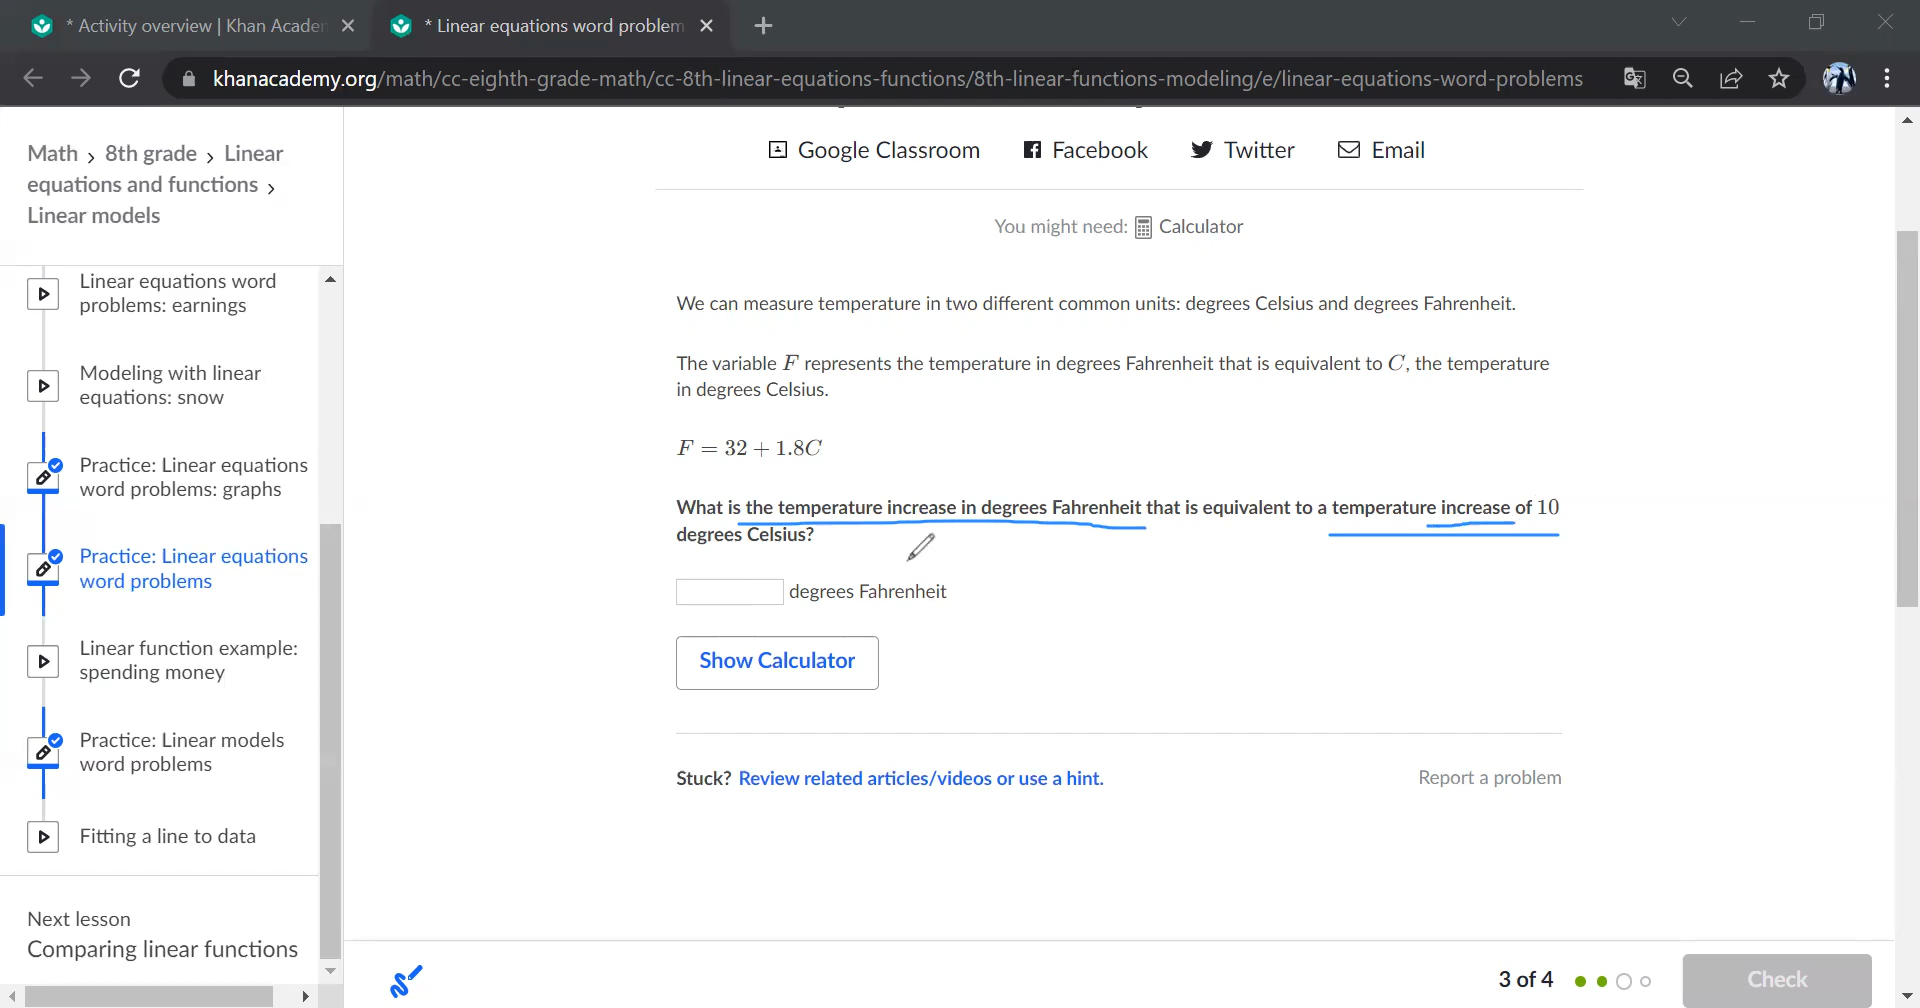 * Activity overview | Khan Acader
* Linear equations word problem
khanacademy.org/math/cc-eighth-grade-math/cc-8th-linear-equations-functions/8th-linear-functions-modeling/e/linear-equations-word-problems
Math > 8th grade > Linear
equations and functions >
Linear models
Linear equations word
problems: earnings
Modeling with linear
equations: snow
Practice: Linear equations
word problems: graphs
Practice: Linear equations
word problems
Linear function example:
spending money
Practice: Linear models
word problems
Fitting a line to data
Next lesson
Comparing linear functions
Google Classroom Facebook Twitter Email
You might need: Calculator
We can measure temperature in two different common units: degrees Celsius and degrees Fahrenheit.
The variable F represents the temperature in degrees Fahrenheit that is equivalent to C, the temperature
in degrees Celsius.
F = 32 + 1.8C
What is the temperature increase in degrees Fahrenheit that is equivalent to a temperature increase of 10
degrees Celsius?
degrees Fahrenheit
Show Calculator
Stuck? Review related articles/videos or use a hint.
Report a problem
3 of 4
Check